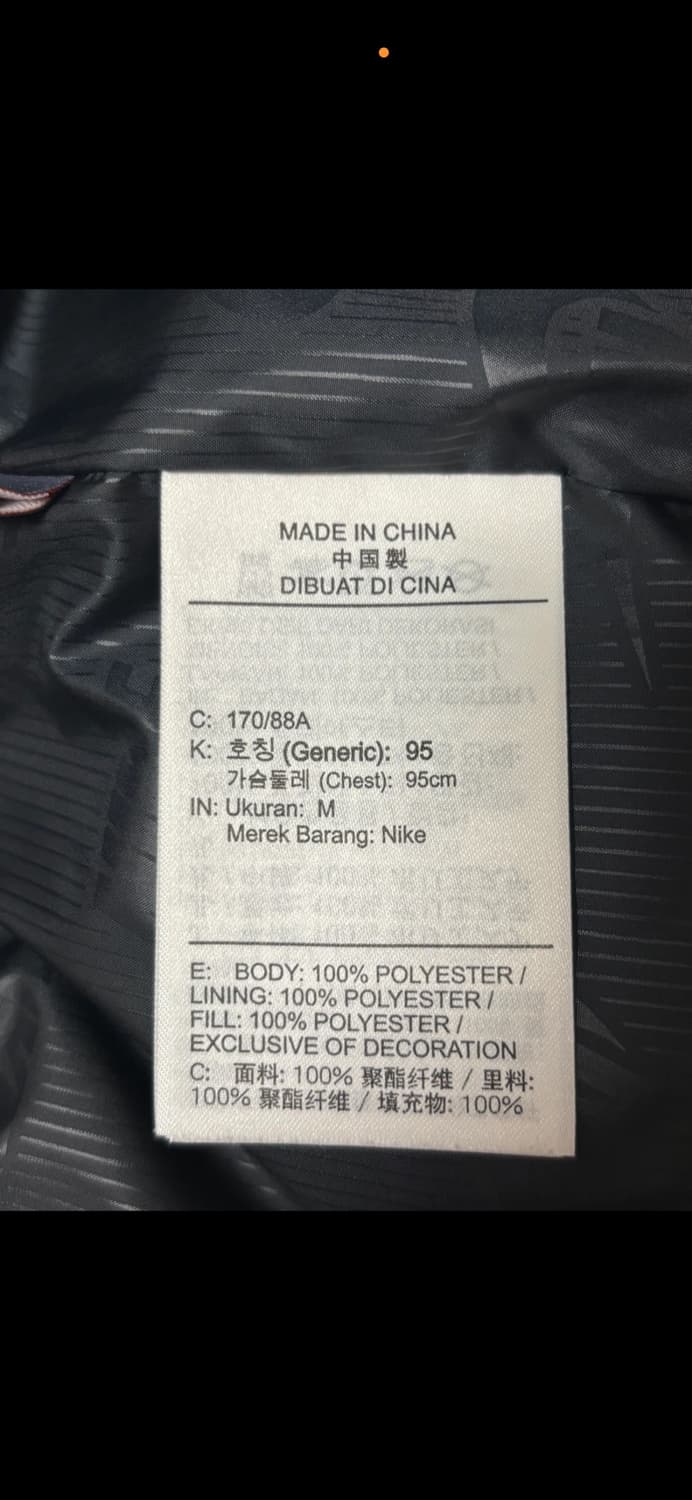 MADE IN CHINA
中国製
DIBUAT DI CINA
C: 170/88A
K: 호칭 (Generic): 95
가슴둘레 (Chest): 95cm
IN: Ukuran: M
Merek Barang: Nike
E: BODY: 100% POLYESTER /
LINING: 100% POLYESTER /
FILL: 100% POLYESTER /
EXCLUSIVE OF DECORATION
C: 面料: 100% 聚酯纤维 / 里料:
100% 聚酯纤维 / 填充物: 100%